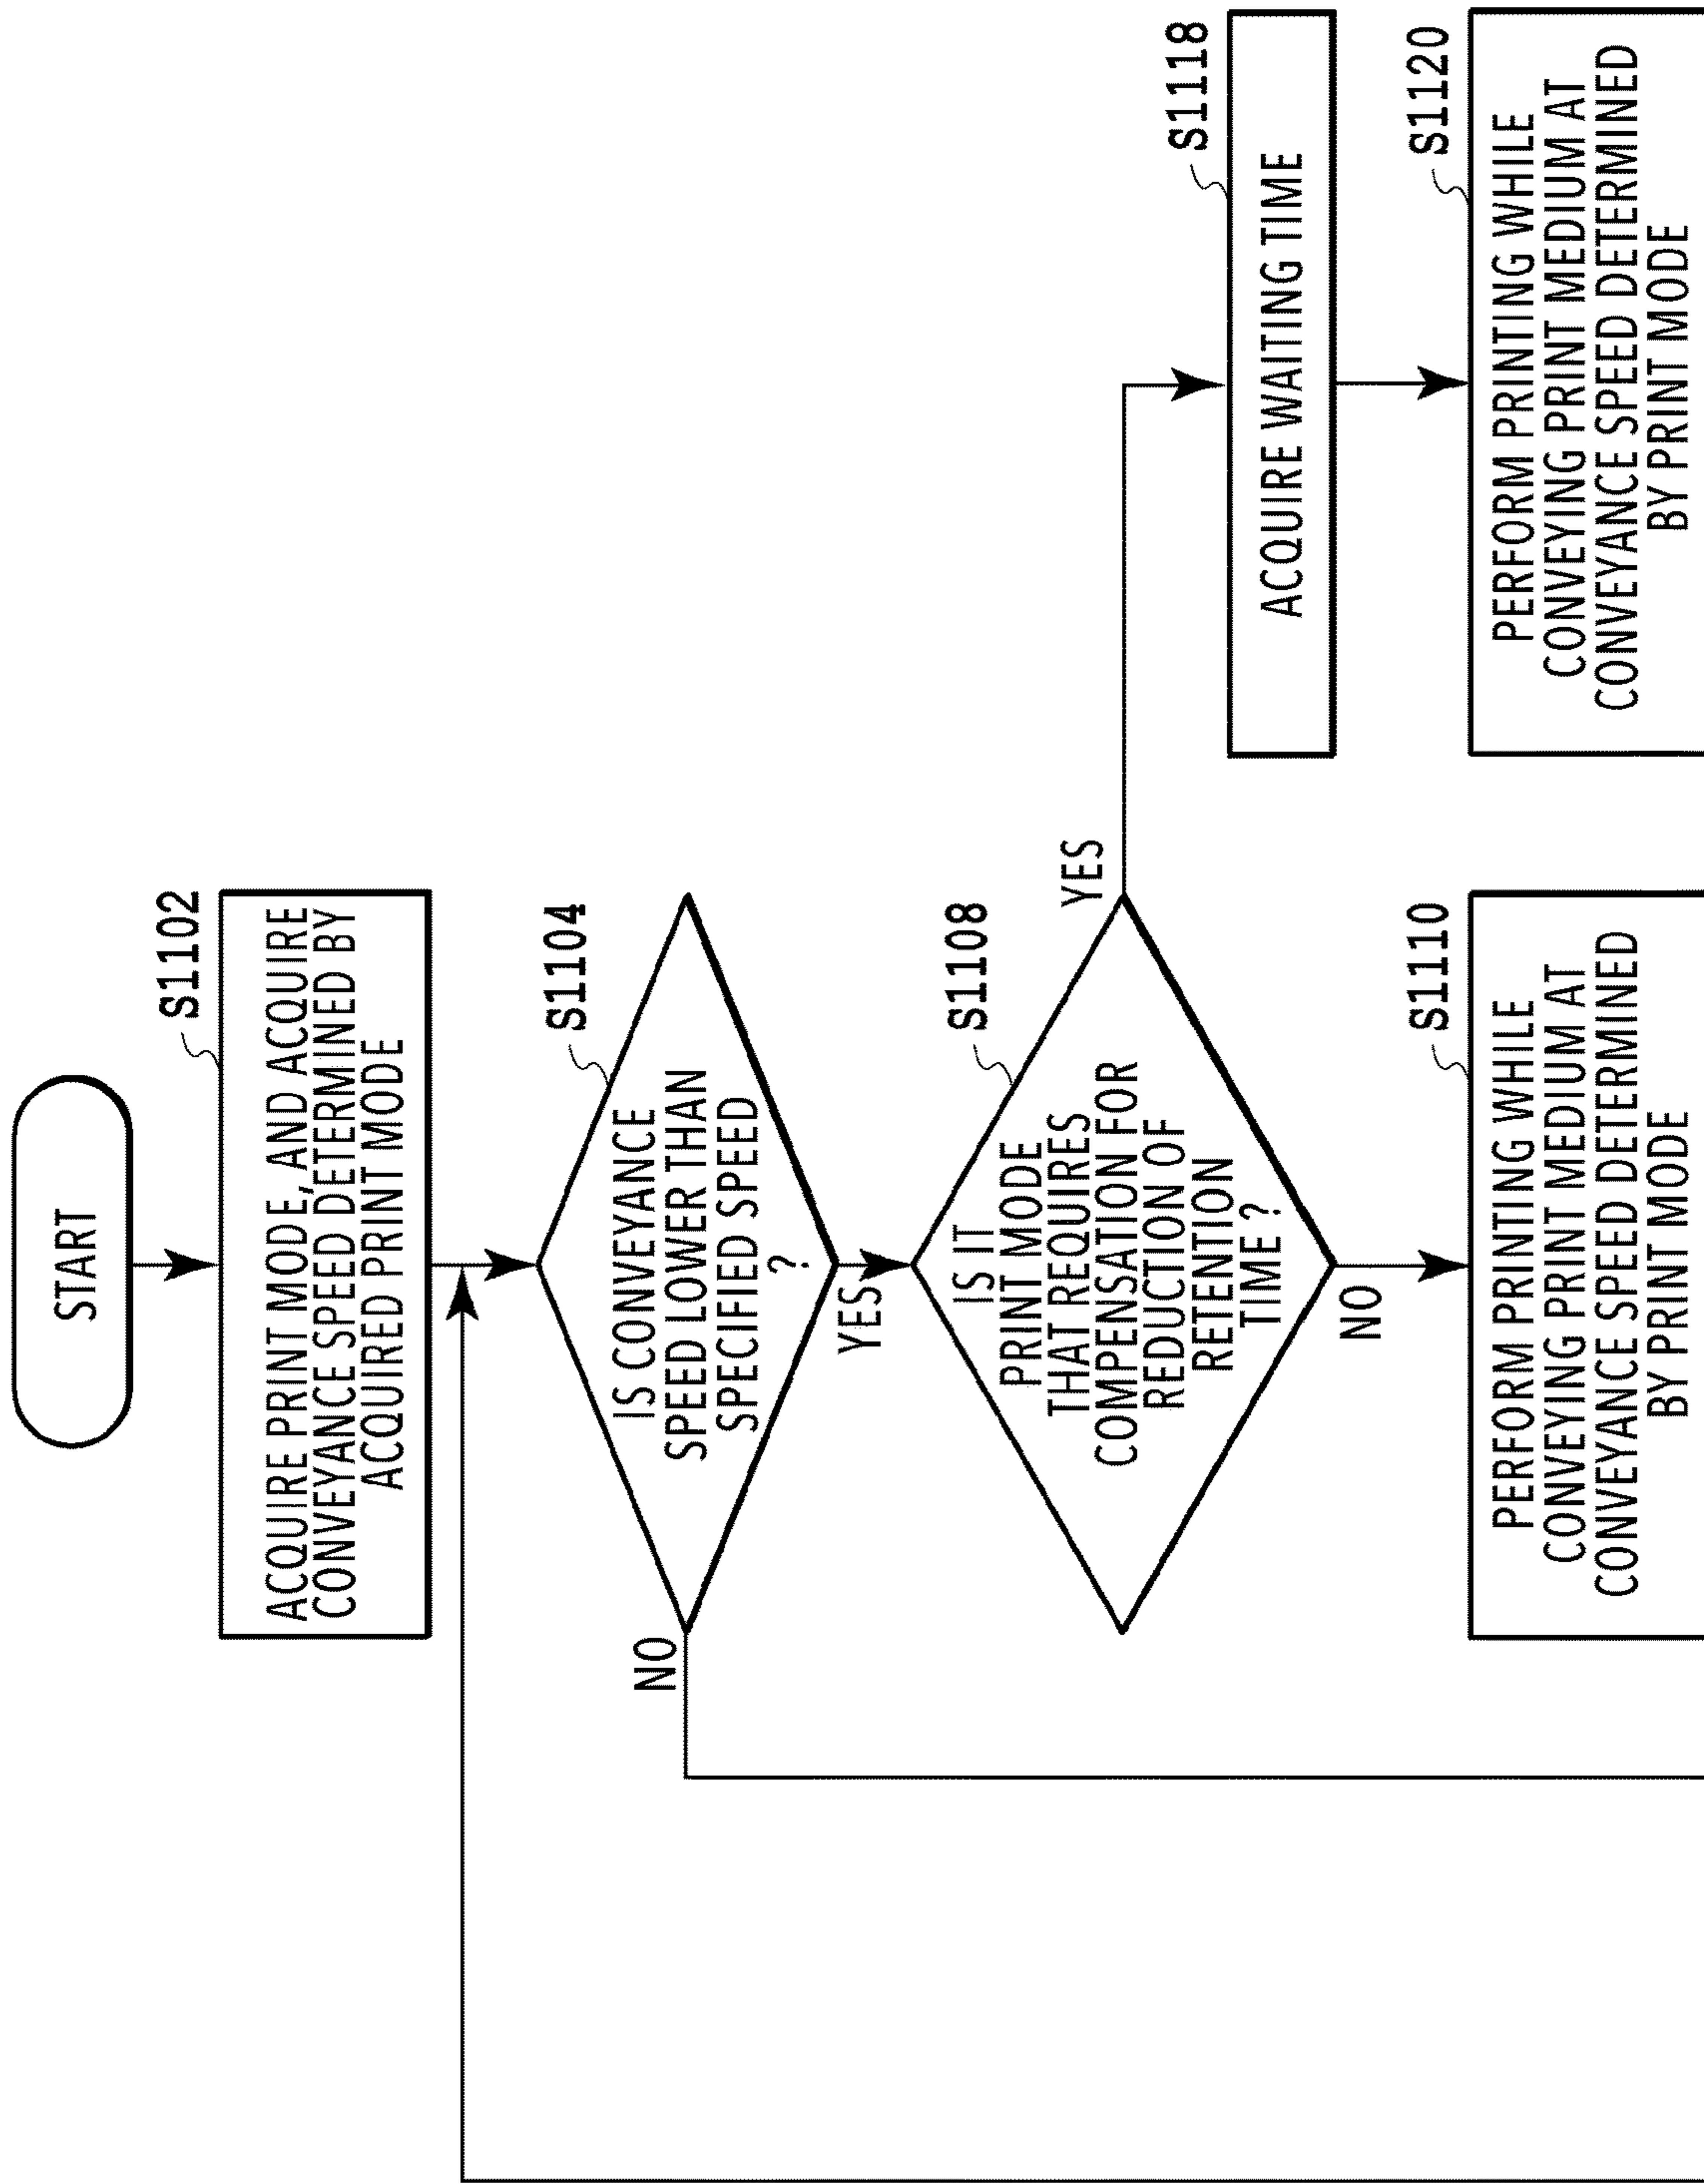 START
S1102
ACQUIRE PRINT MODE, AND ACQUIRE
CONVEYANCE SPEED DETERMINED BY
ACQUIRED PRINT MODE
S1104
IS CONVEYANCE
SPEED LOWER THAN
SPECIFIED SPEED
?
NO
YES
S1108
IS IT
PRINT MODE
THAT REQUIRES
COMPENSATION FOR
REDUCTION OF
RETENTION
TIME?
YES
NO
S1118
ACQUIRE WAITING TIME
S1110
PERFORM PRINTING WHILE
CONVEYING PRINT MEDIUM AT
CONVEYANCE SPEED DETERMINED
BY PRINT MODE
S1120
PERFORM PRINTING WHILE
CONVEYING PRINT MEDIUM AT
CONVEYANCE SPEED DETERMINED
BY PRINT MODE